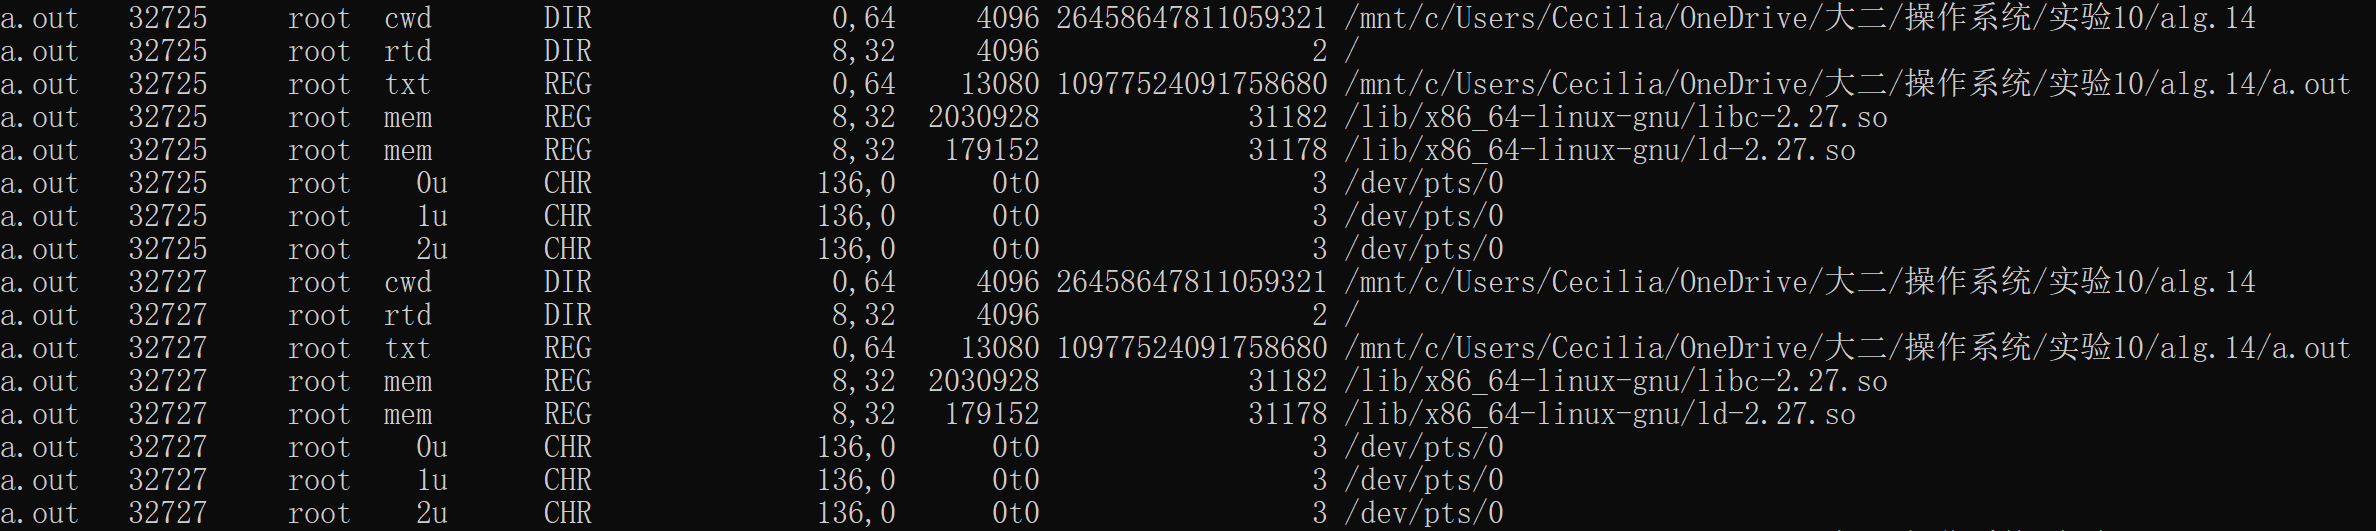 a.out 32725 root cwd DIR 0,64 4096 26458647811059321 /mnt/c/Users/Cecilia/OneDrive/大二/操作系统/实验10/alg.14
a.out 32725 root rtd DIR 8,32 4096 2 /
a.out 32725 root txt REG 0,64 13080 10977524091758680 /mnt/c/Users/Cecilia/OneDrive/大二/操作系统/实验10/alg.14/a.out
a.out 32725 root mem REG 8,32 2030928 31182 /lib/x86_64-linux-gnu/libc-2.27.so
a.out 32725 root mem REG 8,32 179152 31178 /lib/x86_64-linux-gnu/ld-2.27.so
a.out 32725 root 0u CHR 136,0 0t0 3 /dev/pts/0
a.out 32725 root 1u CHR 136,0 0t0 3 /dev/pts/0
a.out 32725 root 2u CHR 136,0 0t0 3 /dev/pts/0
a.out 32727 root cwd DIR 0,64 4096 26458647811059321 /mnt/c/Users/Cecilia/OneDrive/大二/操作系统/实验10/alg.14
a.out 32727 root rtd DIR 8,32 4096 2 /
a.out 32727 root txt REG 0,64 13080 10977524091758680 /mnt/c/Users/Cecilia/OneDrive/大二/操作系统/实验10/alg.14/a.out
a.out 32727 root mem REG 8,32 2030928 31182 /lib/x86_64-linux-gnu/libc-2.27.so
a.out 32727 root mem REG 8,32 179152 31178 /lib/x86_64-linux-gnu/ld-2.27.so
a.out 32727 root 0u CHR 136,0 0t0 3 /dev/pts/0
a.out 32727 root 1u CHR 136,0 0t0 3 /dev/pts/0
a.out 32727 root 2u CHR 136,0 0t0 3 /dev/pts/0